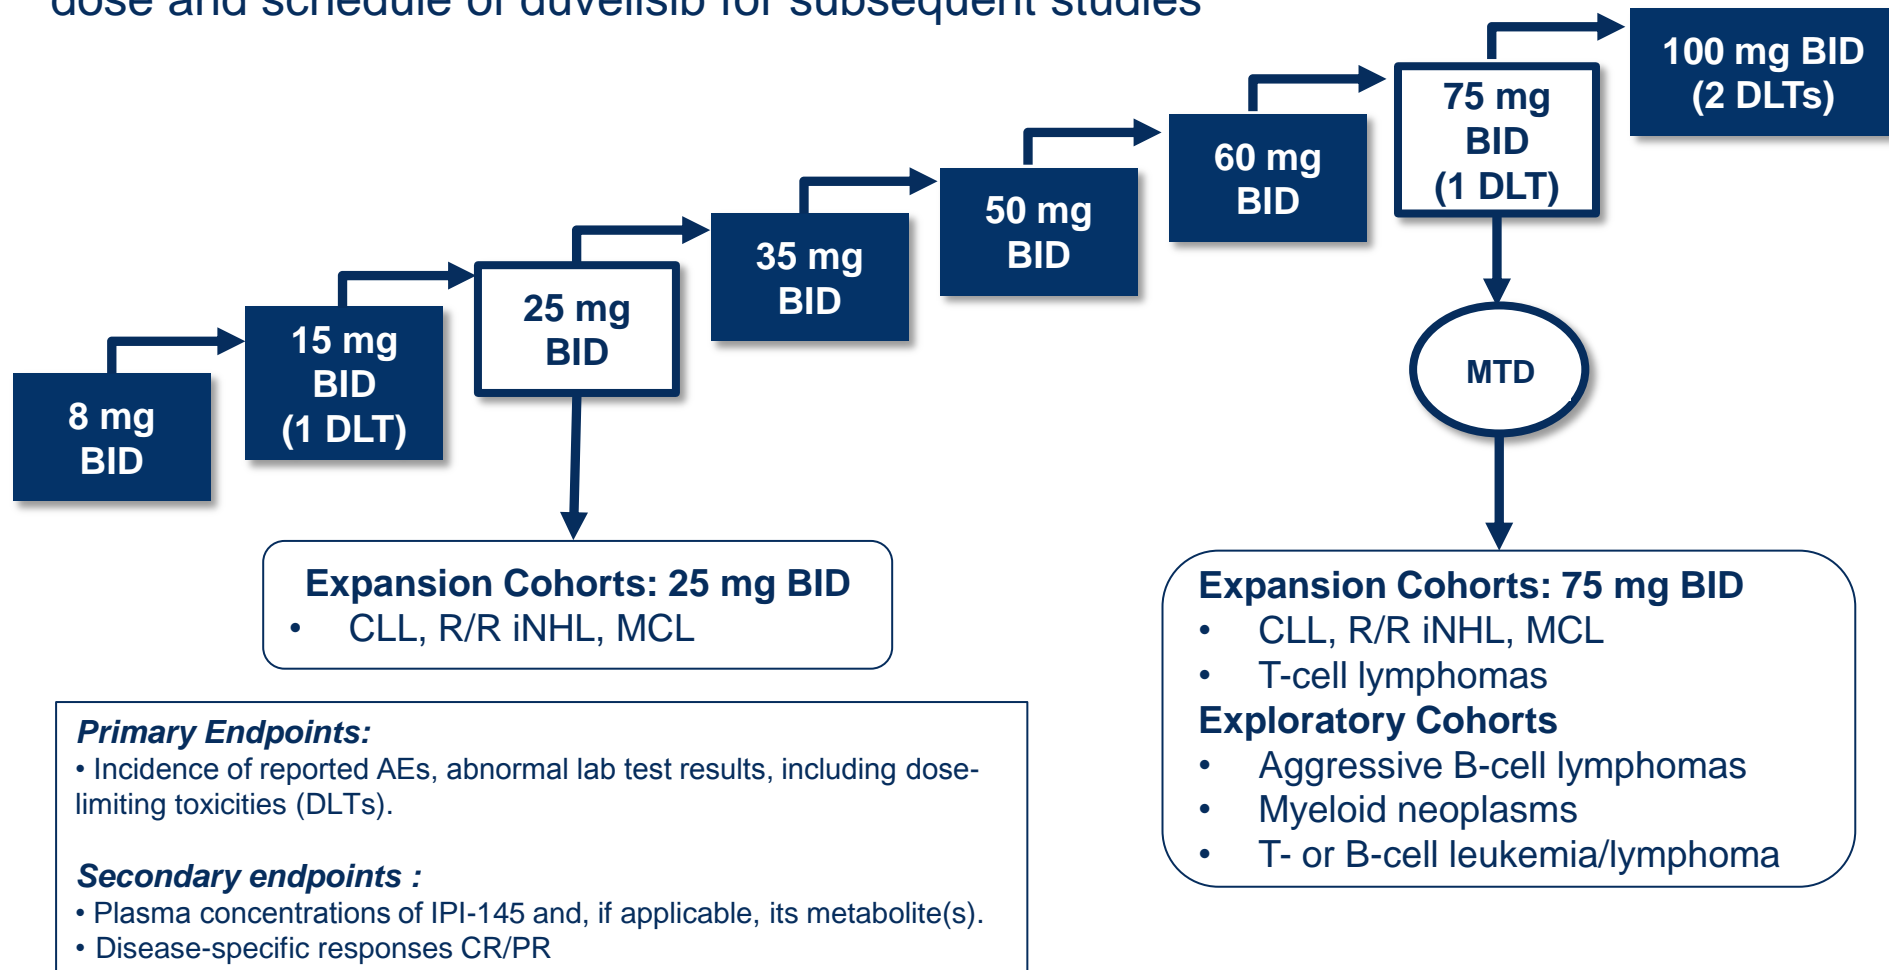 dose and schedule of duvelisib for subsequent studies
100 mg BID
(2 DLTs)
75 mg
BID
(1 DLT)
60 mg
BID
50 mg
BID
35 mg
BID
25 mg
BID
15 mg
BID
(1 DLT)
8 mg
BID
MTD
Expansion Cohorts: 25 mg BID
• CLL, R/R iNHL, MCL
Expansion Cohorts: 75 mg BID
• CLL, R/R iNHL, MCL
• T-cell lymphomas
Exploratory Cohorts
• Aggressive B-cell lymphomas
• Myeloid neoplasms
• T- or B-cell leukemia/lymphoma
Primary Endpoints:
• Incidence of reported AEs, abnormal lab test results, including dose-
limiting toxicities (DLTs).
Secondary endpoints :
• Plasma concentrations of IPI-145 and, if applicable, its metabolite(s).
• Disease-specific responses CR/PR